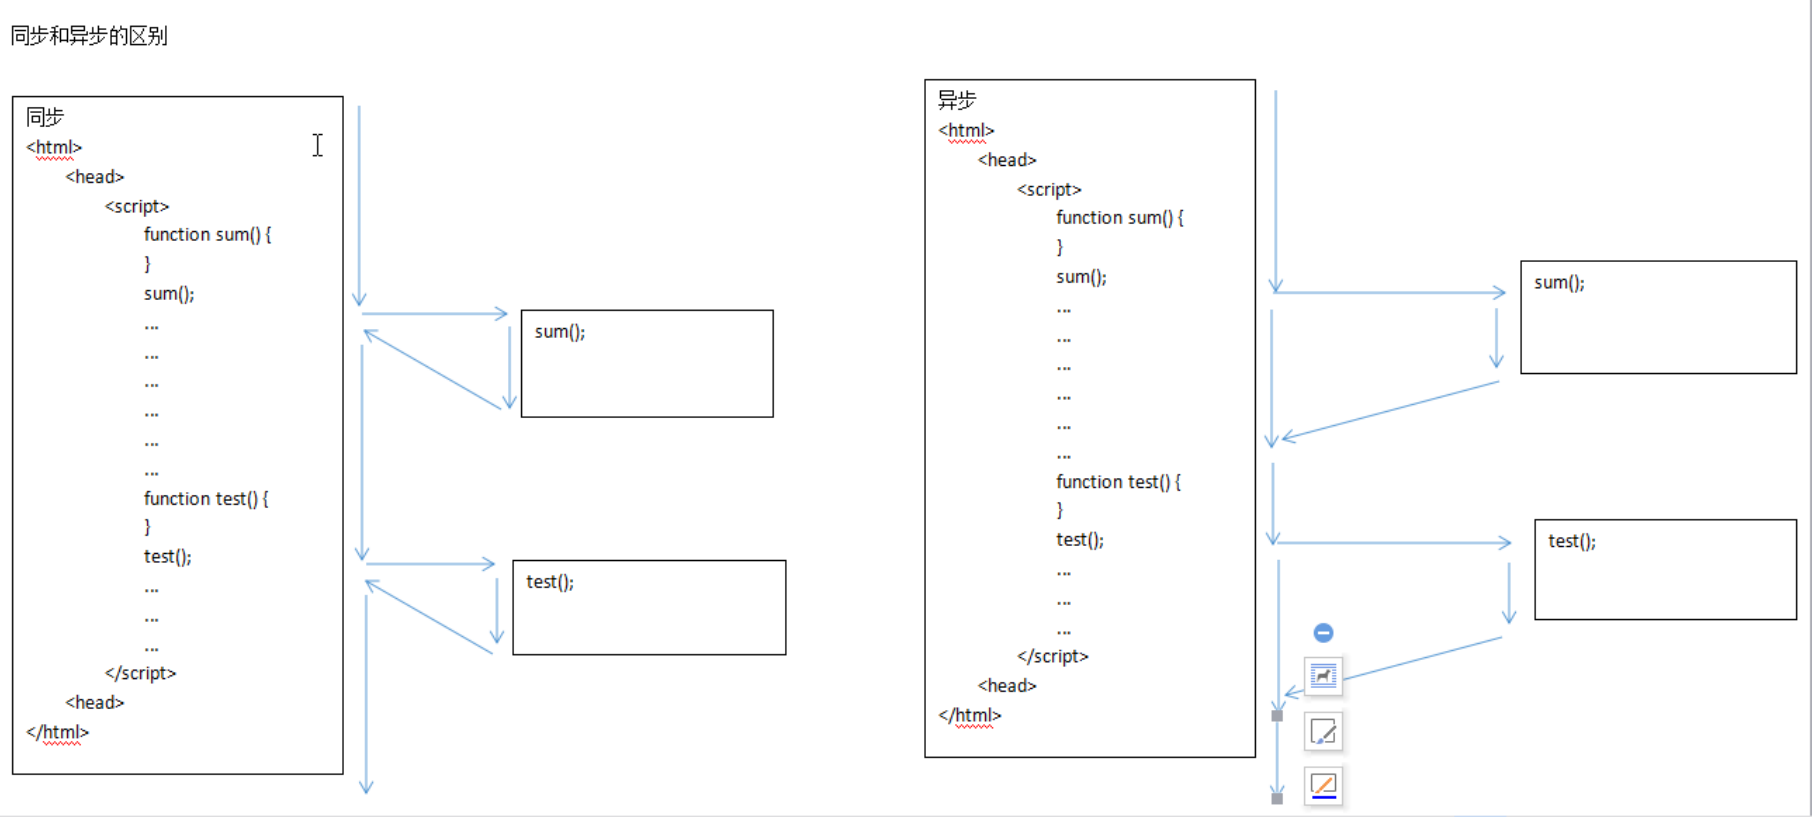 同步和异步的区别
同步
<html>
<head>
<script>
function sum() {
}
sum();
...
...
...
...
...
...
function test() {
}
test();
...
...
...
</script>
<head>
</html>
sum();
test();
异步
<html>
<head>
<script>
function sum() {
}
sum();
...
...
...
...
...
...
function test() {
}
test();
...
...
...
</script>
<head>
</html>
sum();
test();